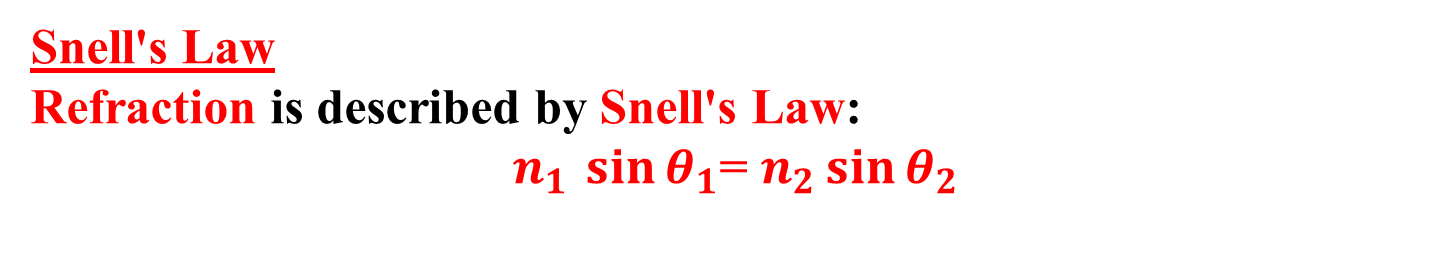 Snell's Law
Refraction is described by Snell's Law:
n₁ sin θ₁= n₂ sin θ₂